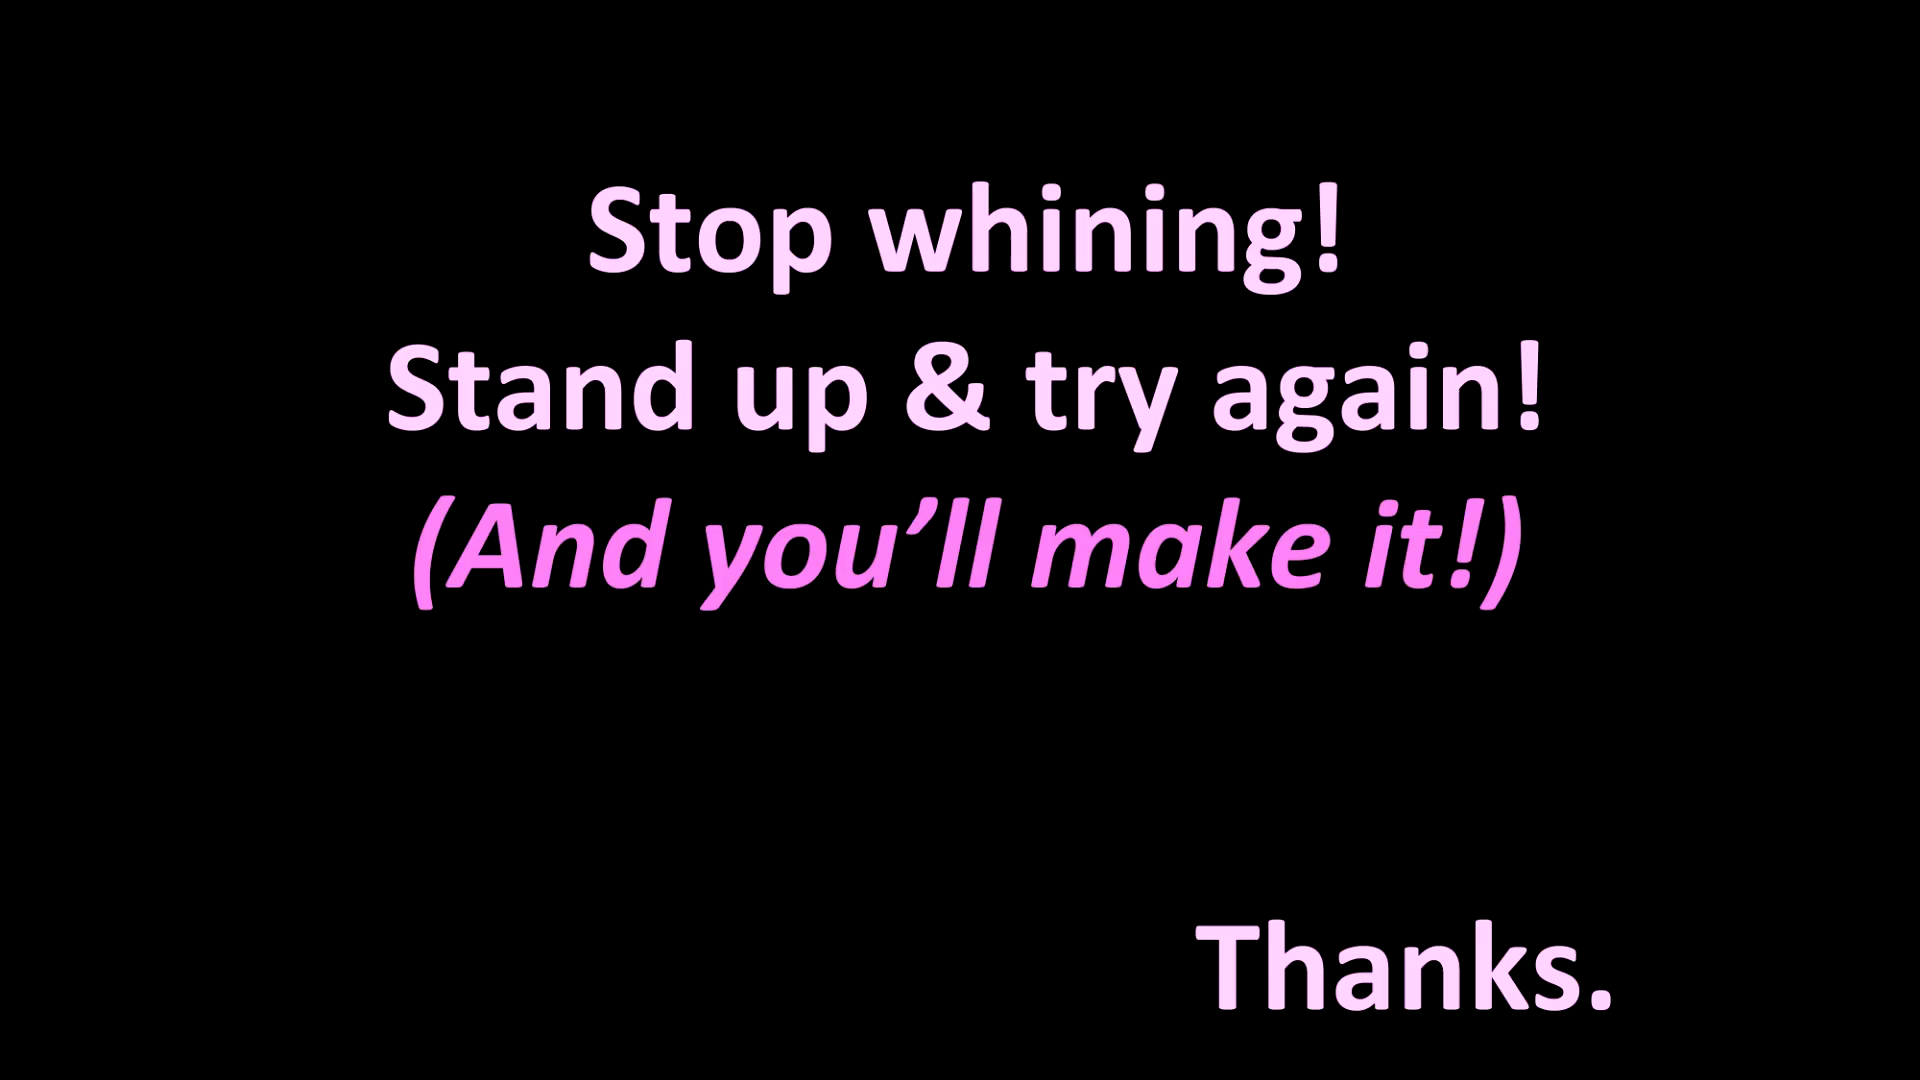 Stop whining!
Stand up & try again!
(And you’ll make it!)
Thanks.